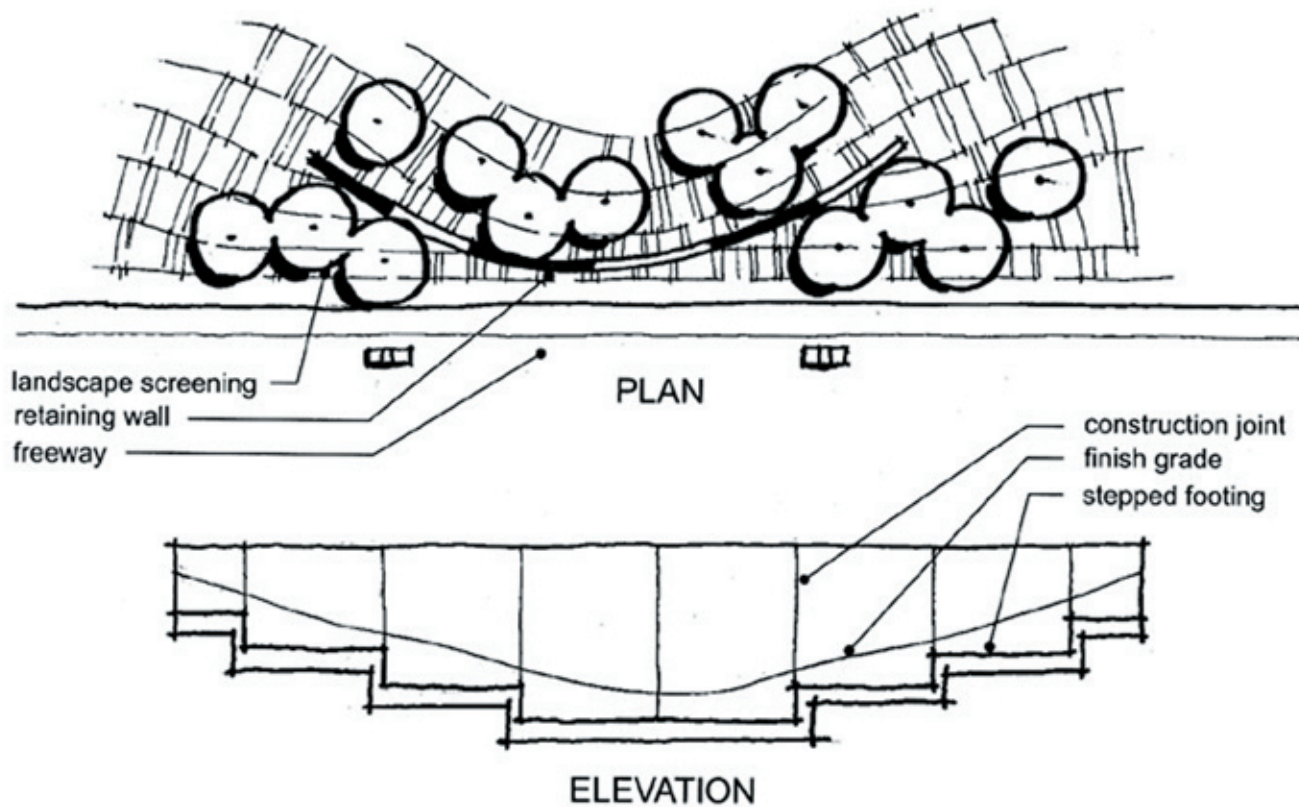 landscape screening
retaining wall
freeway
PLAN
construction joint
finish grade
stepped footing
ELEVATION